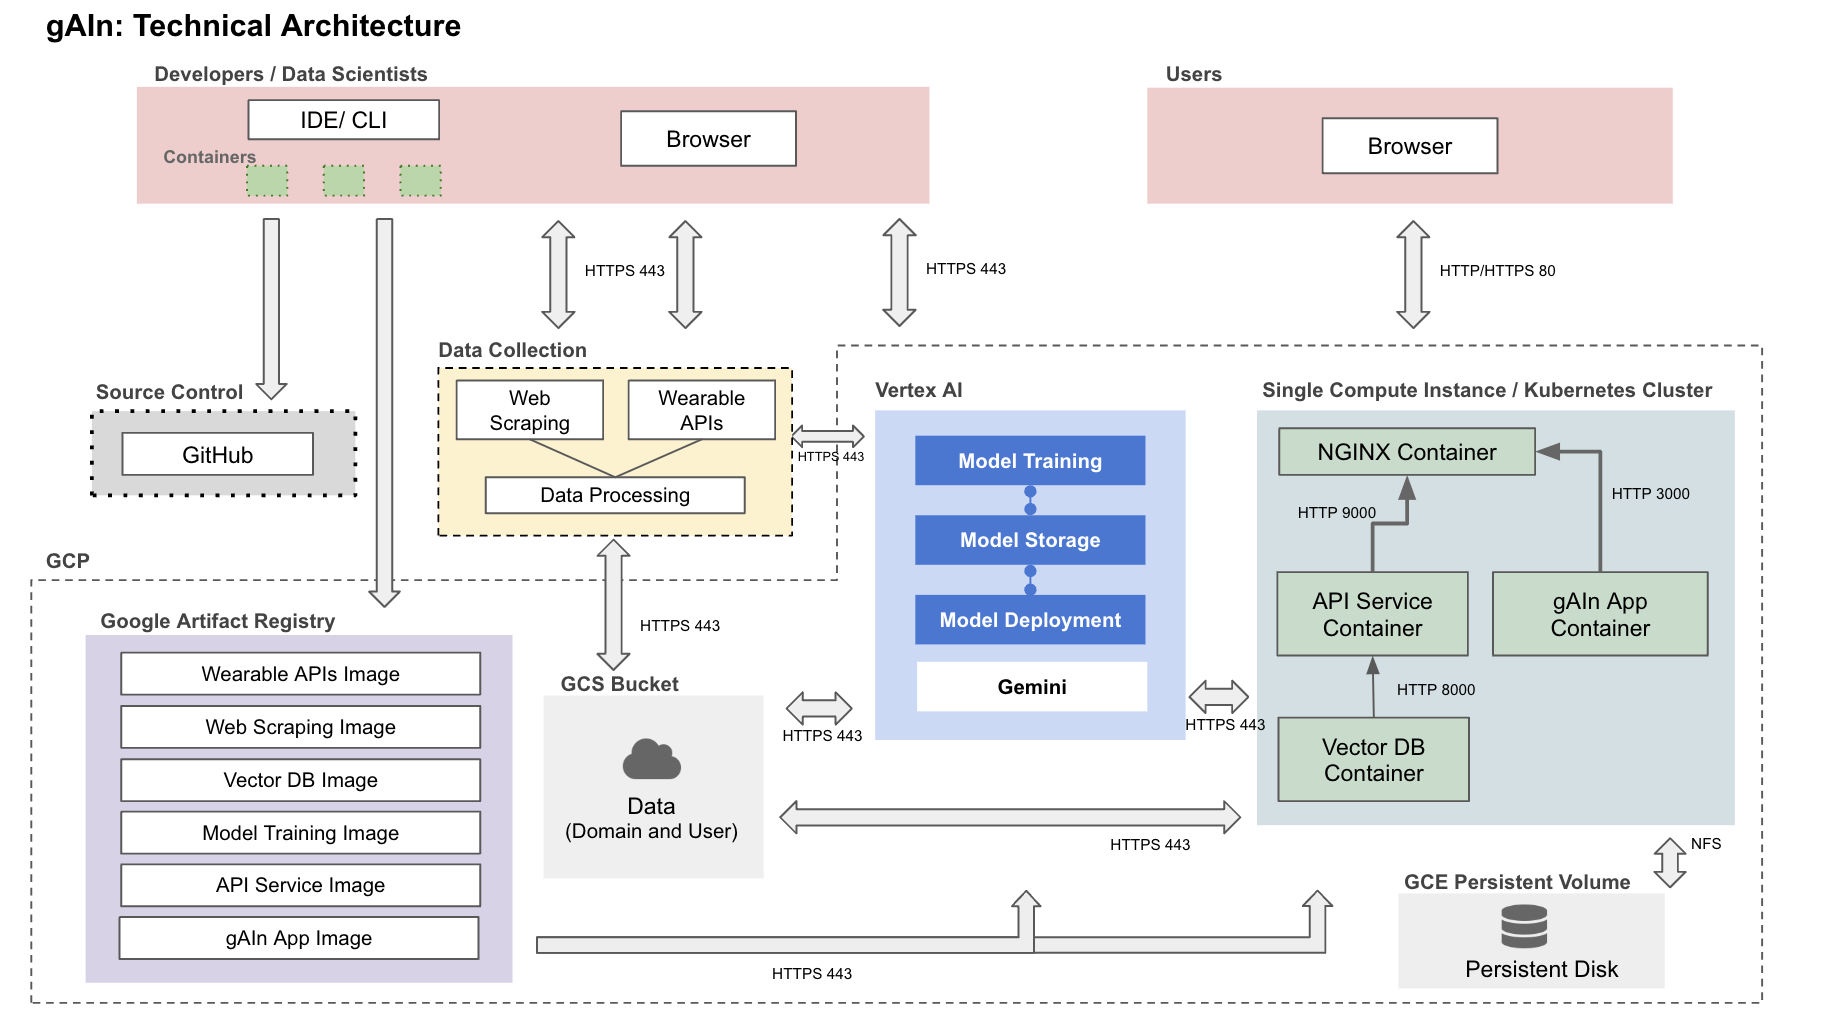 gAIn: Technical Architecture
Developers / Data Scientists
Users
IDE/ CLI
Browser
Browser
Containers
HTTPS 443
HTTPS 443
HTTP/HTTPS 80
Data Collection
Web
Scraping
Wearable
APIs
Data Processing
HTTPS 443
Source Control
GitHub
Vertex AI
Model Training
Model Storage
Model Deployment
Gemini
Single Compute Instance / Kubernetes Cluster
NGINX Container
HTTP 9000
HTTP 3000
API Service
Container
gAIn App
Container
HTTP 8000
Vector DB
Container
GCP
Google Artifact Registry
Wearable APIs Image
Web Scraping Image
Vector DB Image
Model Training Image
API Service Image
gAIn App Image
HTTPS 443
GCS Bucket
Data
(Domain and User)
HTTPS 443
HTTPS 443
HTTPS 443
NFS
GCE Persistent Volume
Persistent Disk
HTTPS 443